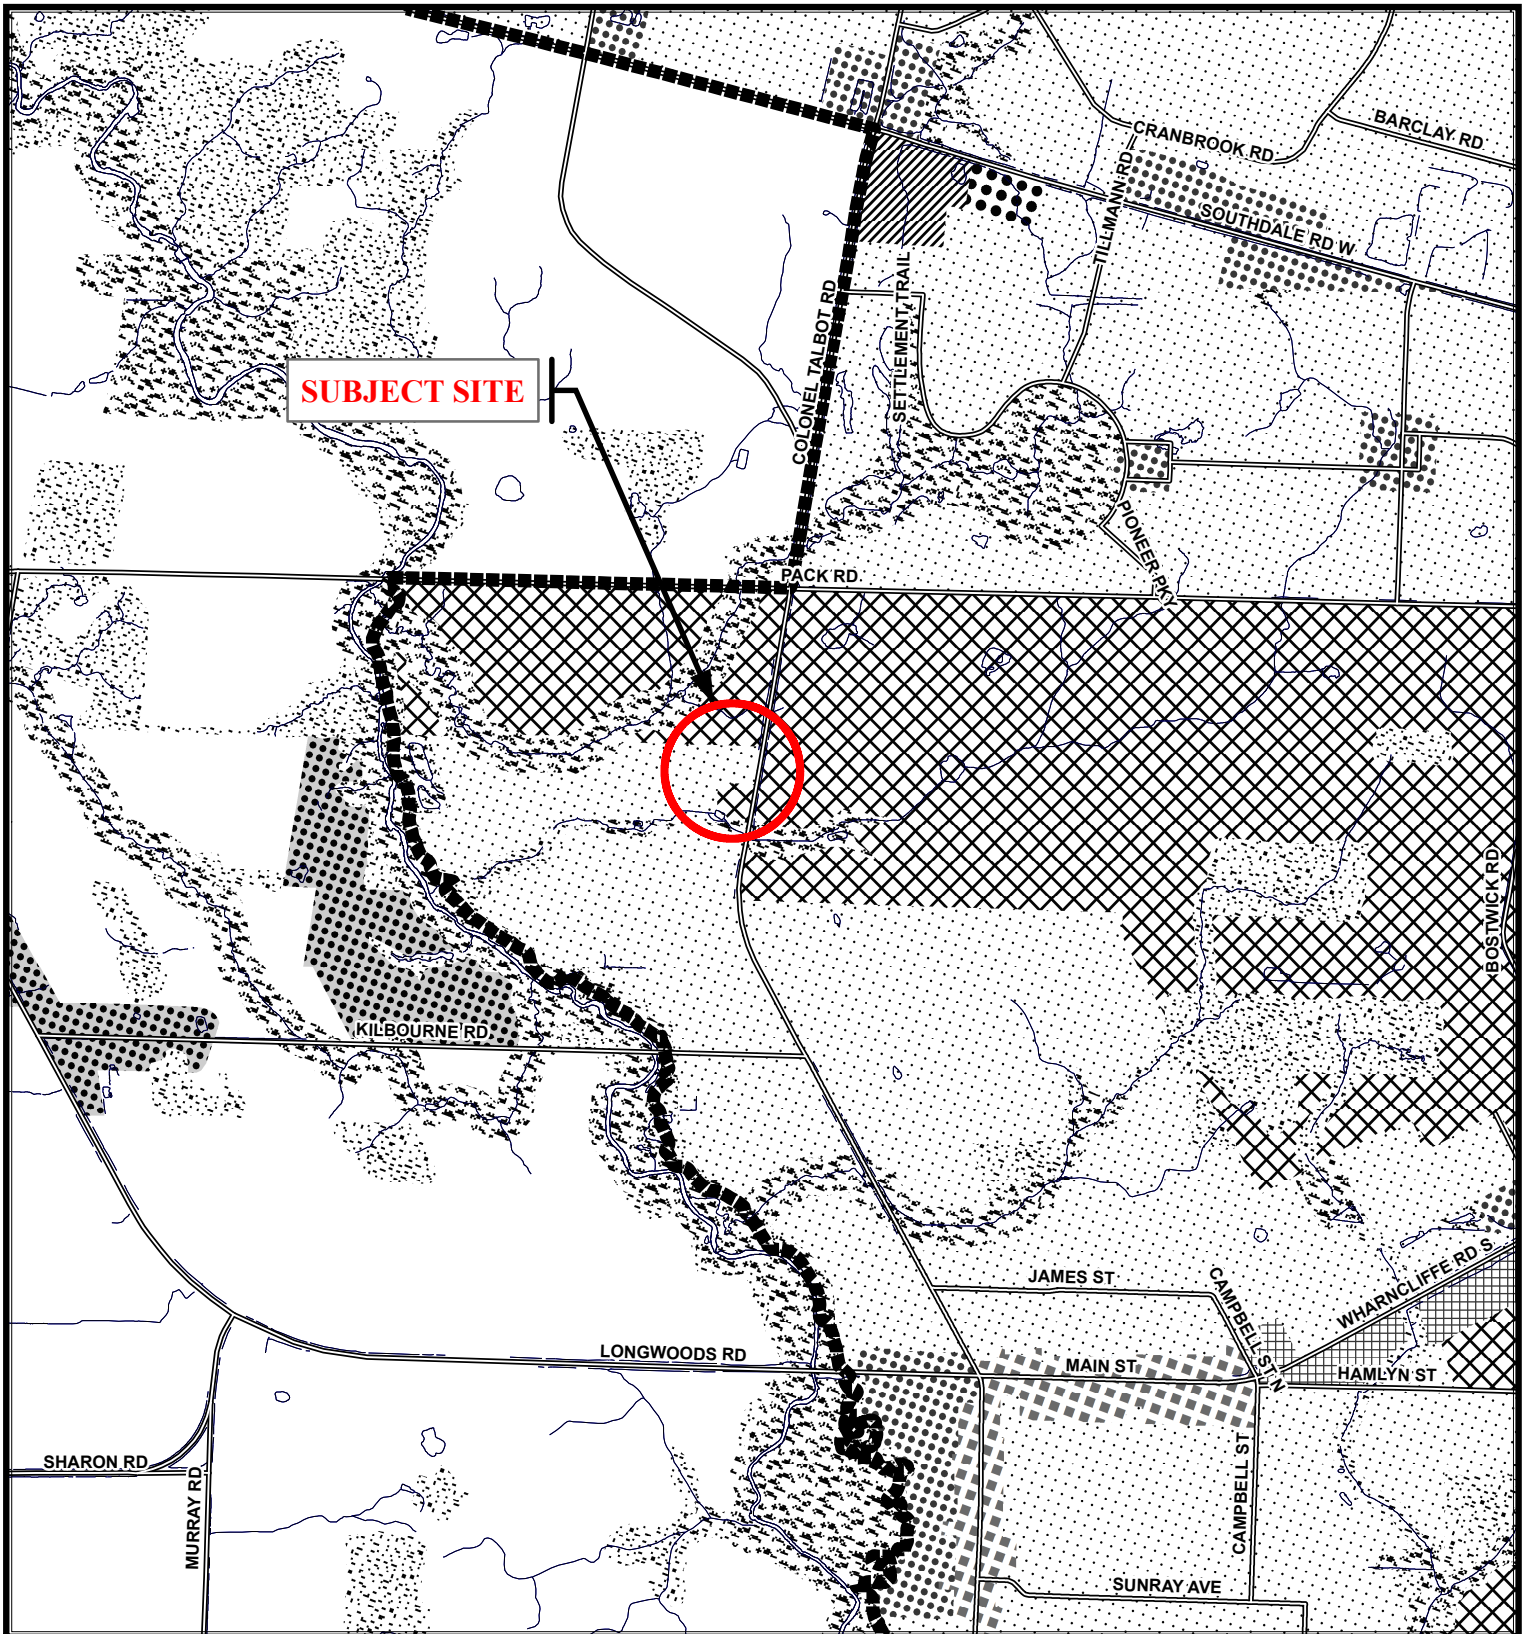 CRANBROOK RD
BARCLAY RD
TILLMANN RD
SOUTHDALE RD W
COLONEL TALBOT RD
SETTLEMENT TRAIL
SUBJECT SITE
PIONEER PKY
PACK RD
BOSTWICK RD
KILBOURNE RD
JAMES ST
CAMPBELL ST N
WHARNCLIFFE RD S
LONGWOODS RD
MAIN ST
HAMLYN ST
SHARON RD
MURRAY RD
CAMPBELL ST
SUNRAY AVE